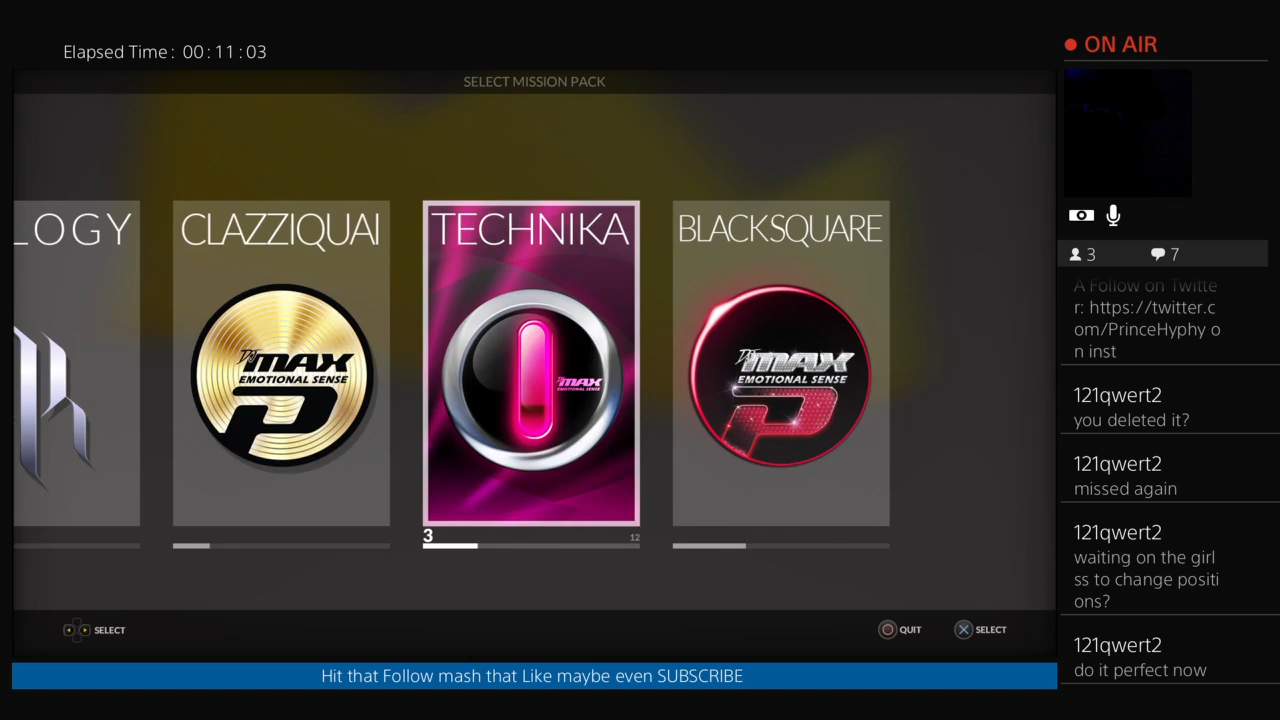 Elapsed Time: 00:11:03
ON AIR
SELECT MISSION PACK
LOGY
CLAZZIQUAI
TECHNIKA
BLACKSQUARE
DJ MAX
EMOTIONAL SENSE
P
DJ MAX
DJ MAX
EMOTIONAL SENSE
P
3
12
SELECT
QUIT
SELECT
Hit that Follow mash that Like maybe even SUBSCRIBE
3
7
A Follow on Twitte
r: https://twitter.c
om/PrinceHyphy o
n inst
121qwert2
you deleted it?
121qwert2
missed again
121qwert2
waiting on the girl
ss to change positi
ons?
121qwert2
do it perfect now